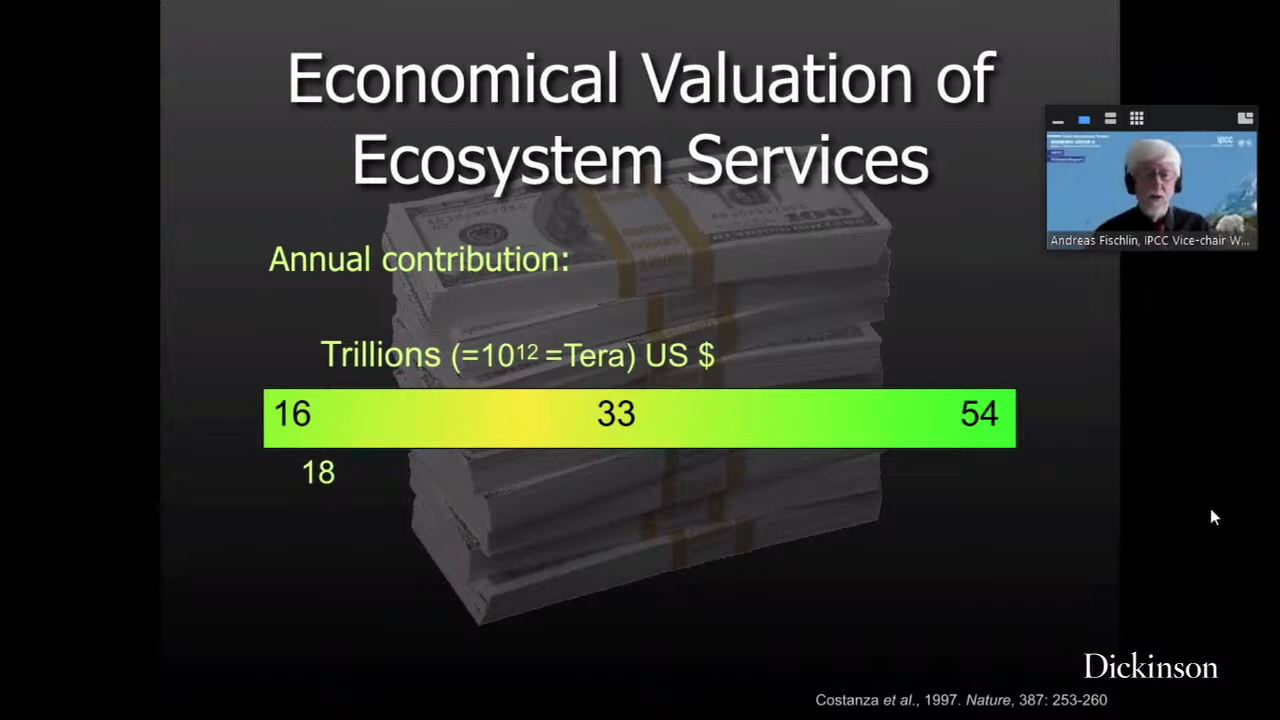 Economical Valuation of
Ecosystem Services
Annual contribution:
Trillions (=10¹² =Tera) US $
16 33 54
18
ipcc
Andreas Fischlin, IPCC Vice-chair W...
Dickinson
Costanza et al., 1997. Nature, 387: 253-260